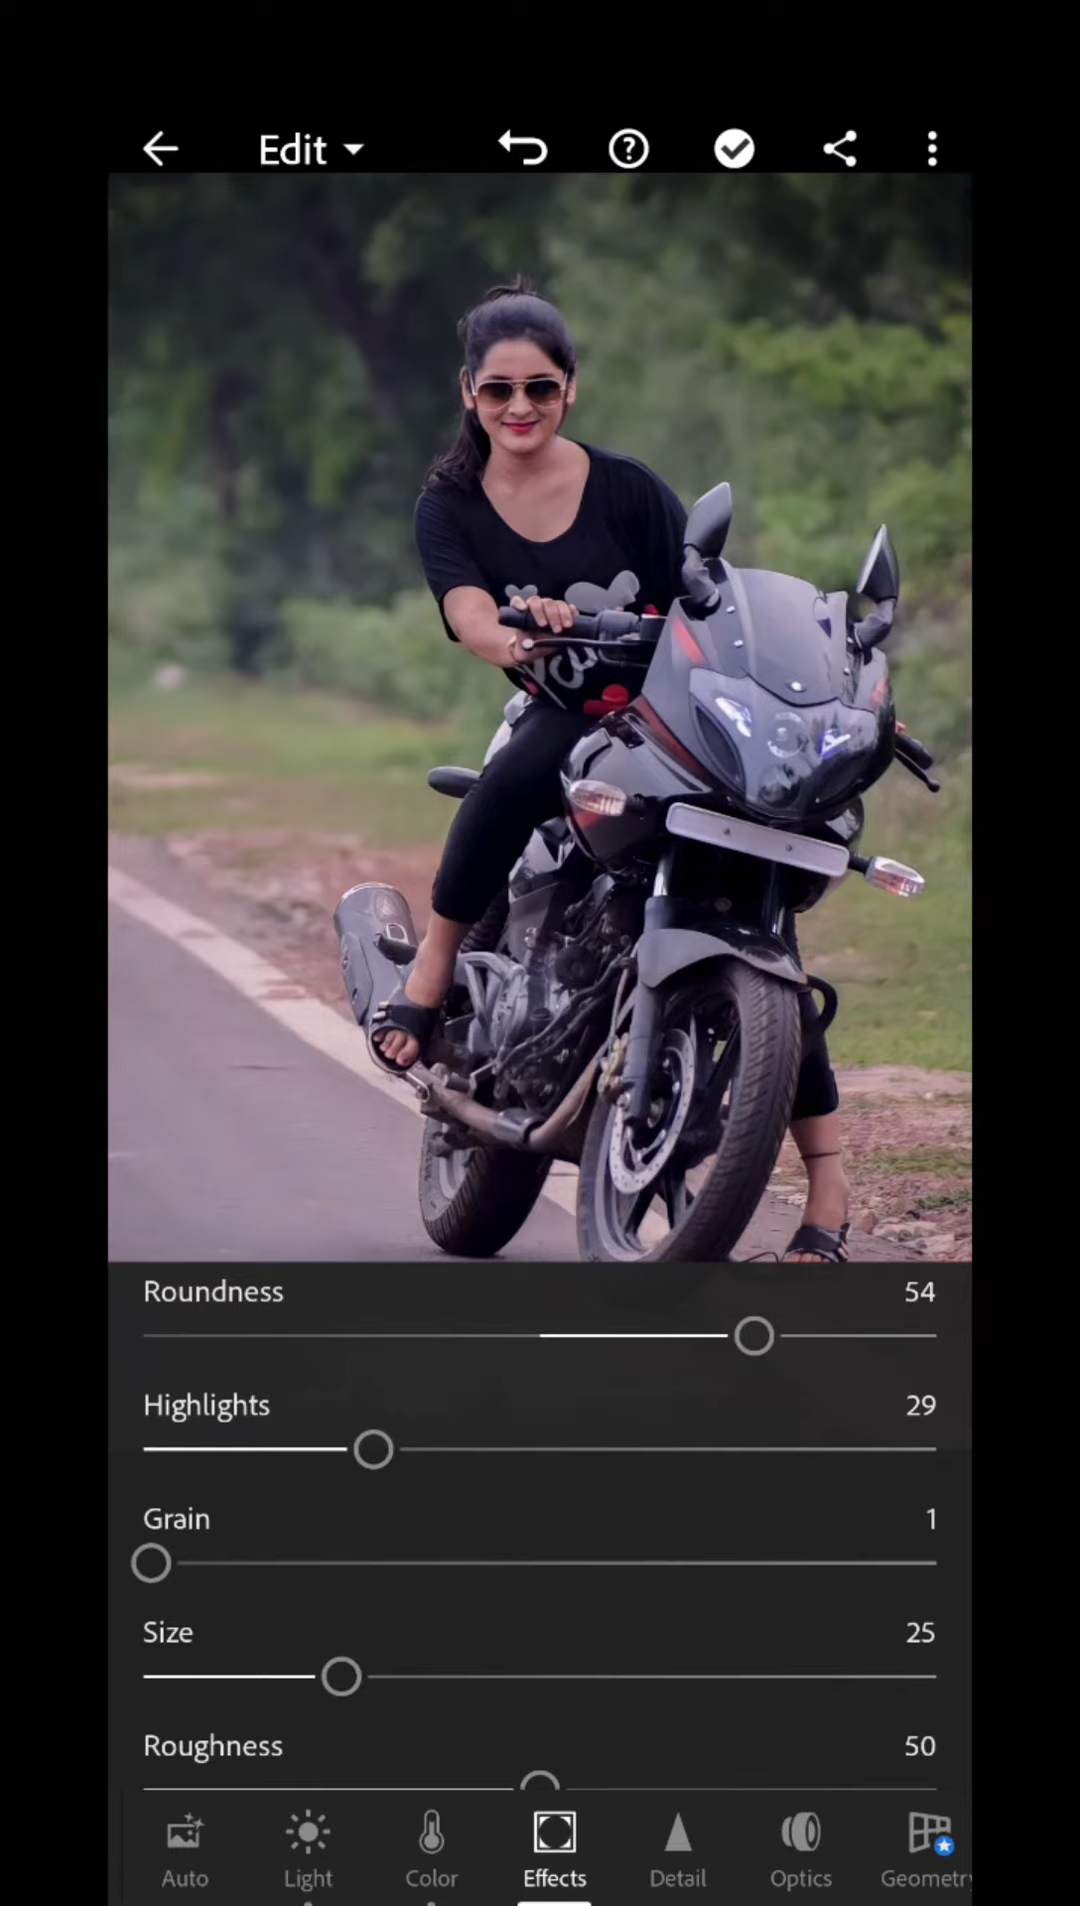 Edit
Roundness 54
Highlights 29
Grain 1
Size 25
Roughness 50
Auto Light Color Effects Detail Optics Geometry